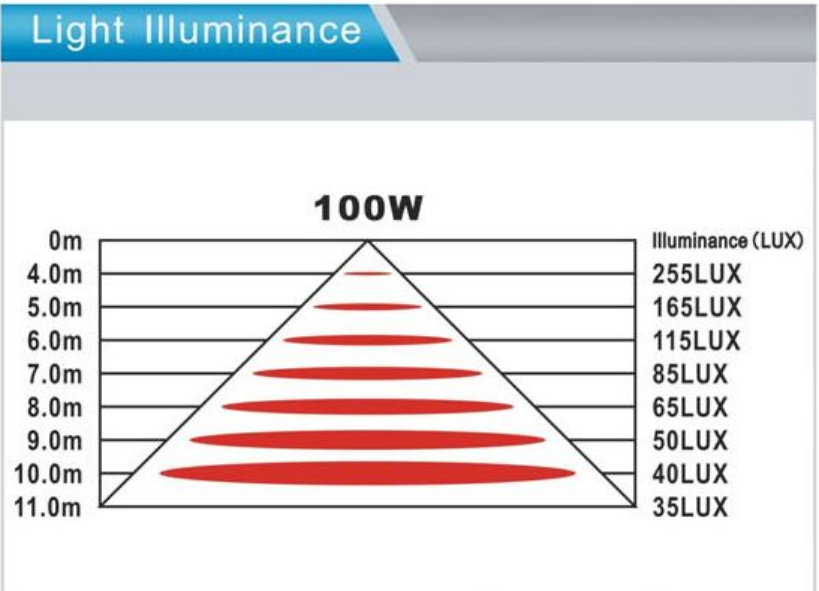 Light Illuminance
100W
0m Illuminance (LUX)
4.0m 255LUX
5.0m 165LUX
6.0m 115LUX
7.0m 85LUX
8.0m 65LUX
9.0m 50LUX
10.0m 40LUX
11.0m 35LUX